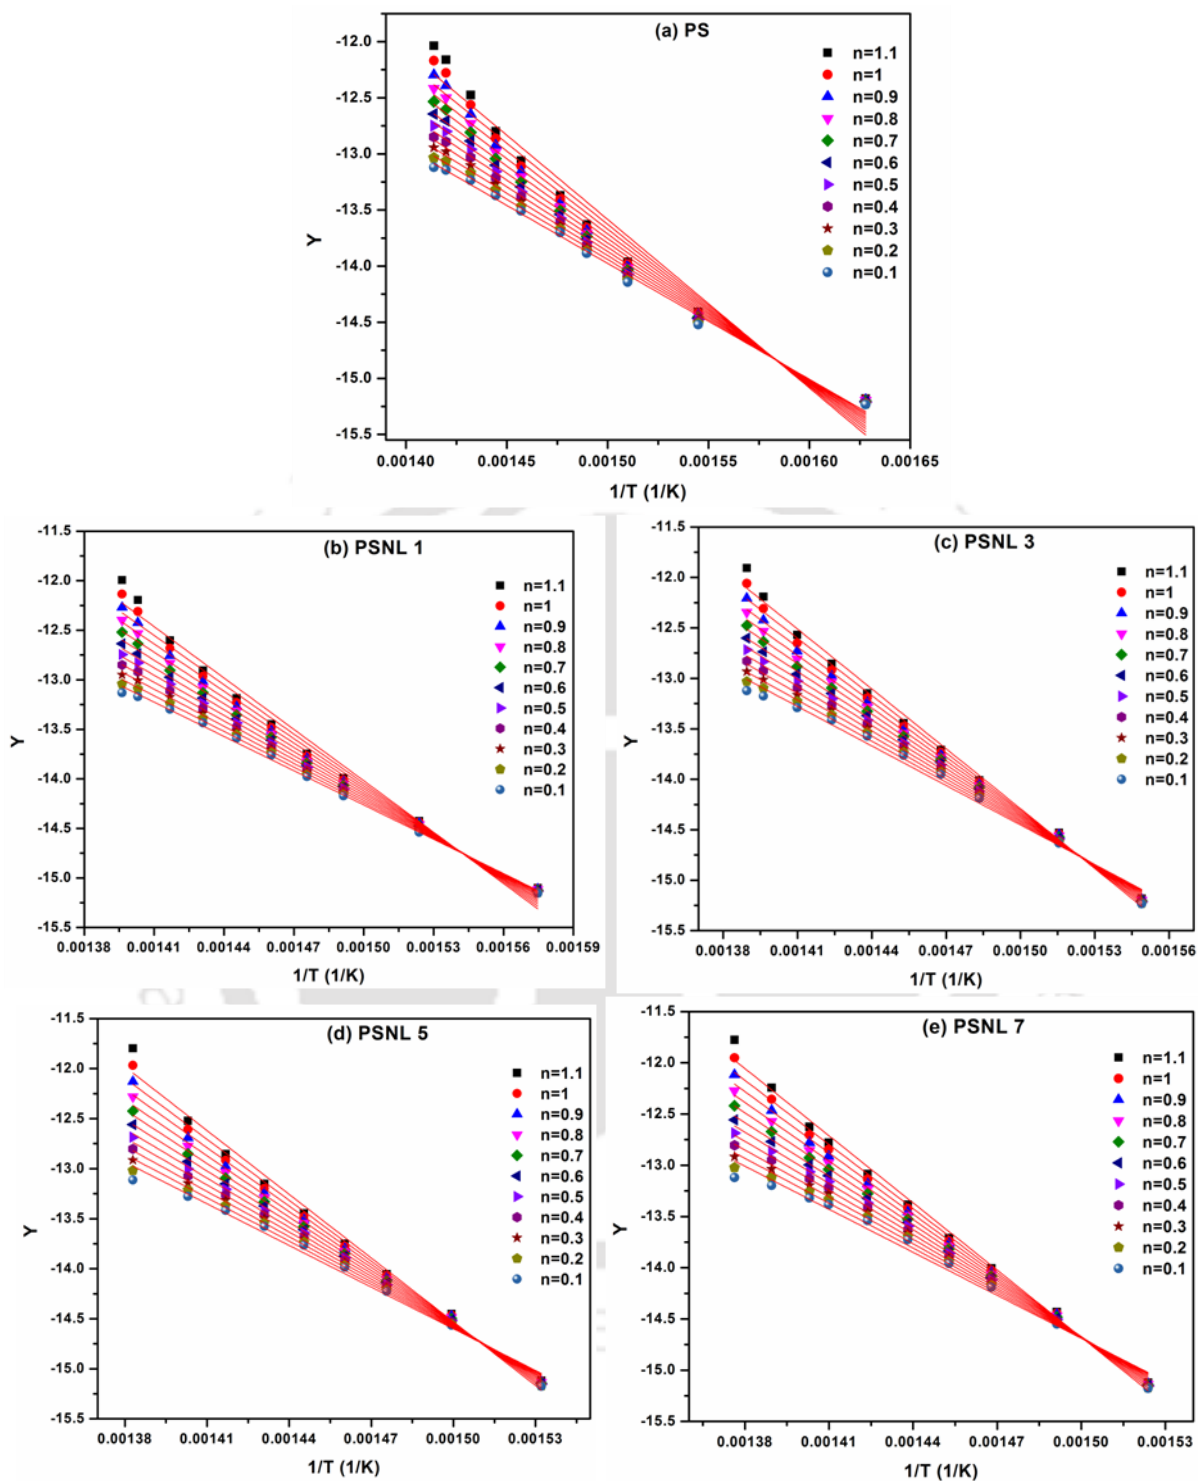 (a) PS
-12.0
-12.5
-13.0
-13.5
-14.0
-14.5
-15.0
-15.5
Y
n=1.1
n=1
n=0.9
n=0.8
n=0.7
n=0.6
n=0.5
n=0.4
n=0.3
n=0.2
n=0.1
0.00140 0.00145 0.00150 0.00155 0.00160 0.00165
1/T (1/K)
(b) PSNL 1
-11.5
-12.0
-12.5
-13.0
-13.5
-14.0
-14.5
-15.0
-15.5
Y
n=1.1
n=1
n=0.9
n=0.8
n=0.7
n=0.6
n=0.5
n=0.4
n=0.3
n=0.2
n=0.1
0.00138 0.00141 0.00144 0.00147 0.00150 0.00153 0.00156 0.00159
1/T (1/K)
(c) PSNL 3
-11.5
-12.0
-12.5
-13.0
-13.5
-14.0
-14.5
-15.0
-15.5
Y
n=1.1
n=1
n=0.9
n=0.8
n=0.7
n=0.6
n=0.5
n=0.4
n=0.3
n=0.2
n=0.1
0.00138 0.00141 0.00144 0.00147 0.00150 0.00153 0.00156
1/T (1/K)
(d) PSNL 5
-11.5
-12.0
-12.5
-13.0
-13.5
-14.0
-14.5
-15.0
-15.5
Y
n=1.1
n=1
n=0.9
n=0.8
n=0.7
n=0.6
n=0.5
n=0.4
n=0.3
n=0.2
n=0.1
0.00138 0.00141 0.00144 0.00147 0.00150 0.00153
1/T (1/K)
(e) PSNL 7
-11.5
-12.0
-12.5
-13.0
-13.5
-14.0
-14.5
-15.0
-15.5
Y
n=1.1
n=1
n=0.9
n=0.8
n=0.7
n=0.6
n=0.5
n=0.4
n=0.3
n=0.2
n=0.1
0.00138 0.00141 0.00144 0.00147 0.00150 0.00153
1/T (1/K)